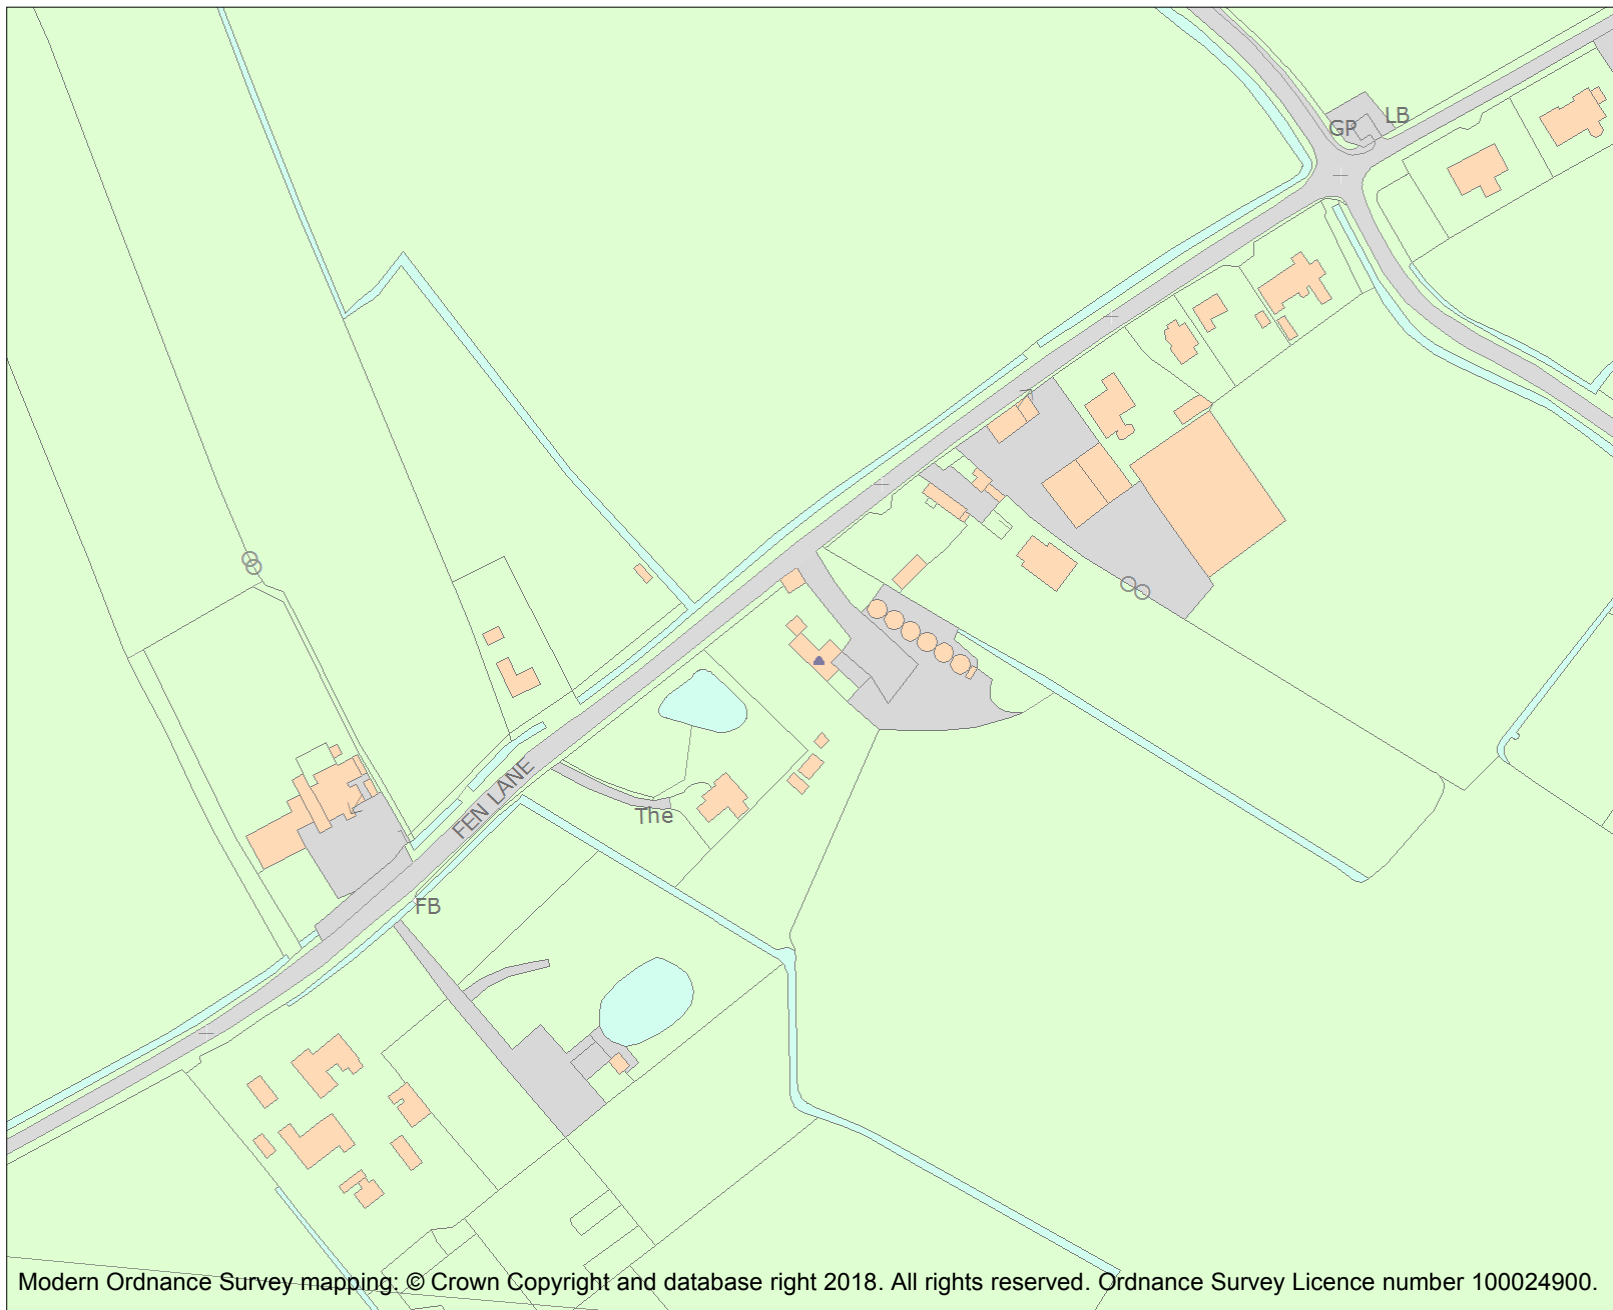 LB
GP
FEN LANE
The
FB
Modern Ordnance Survey mapping: © Crown Copyright and database right 2018. All rights reserved. Ordnance Survey Licence number 100024900.